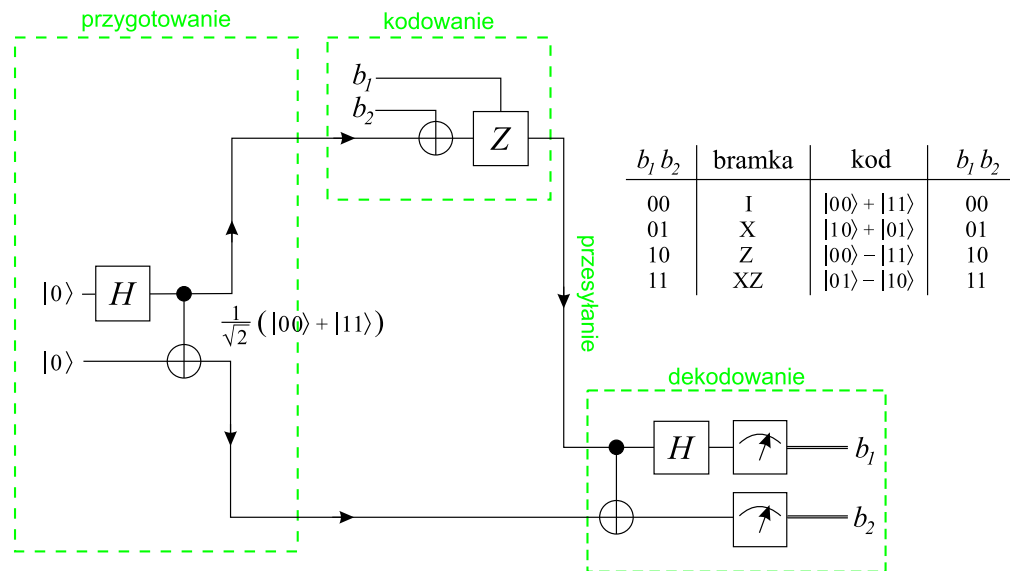 przygotowanie
kodowanie
b₁
b₂
Z
b₁ b₂ bramka kod b₁ b₂
00 I |00⟩ + |11⟩ 00
01 X |10⟩ + |01⟩ 01
10 Z |00⟩ − |11⟩ 10
11 XZ |01⟩ − |10⟩ 11
przesyłanie
|0⟩ H
1/√2 (|00⟩ + |11⟩)
|0⟩
dekodowanie
H b₁
b₂